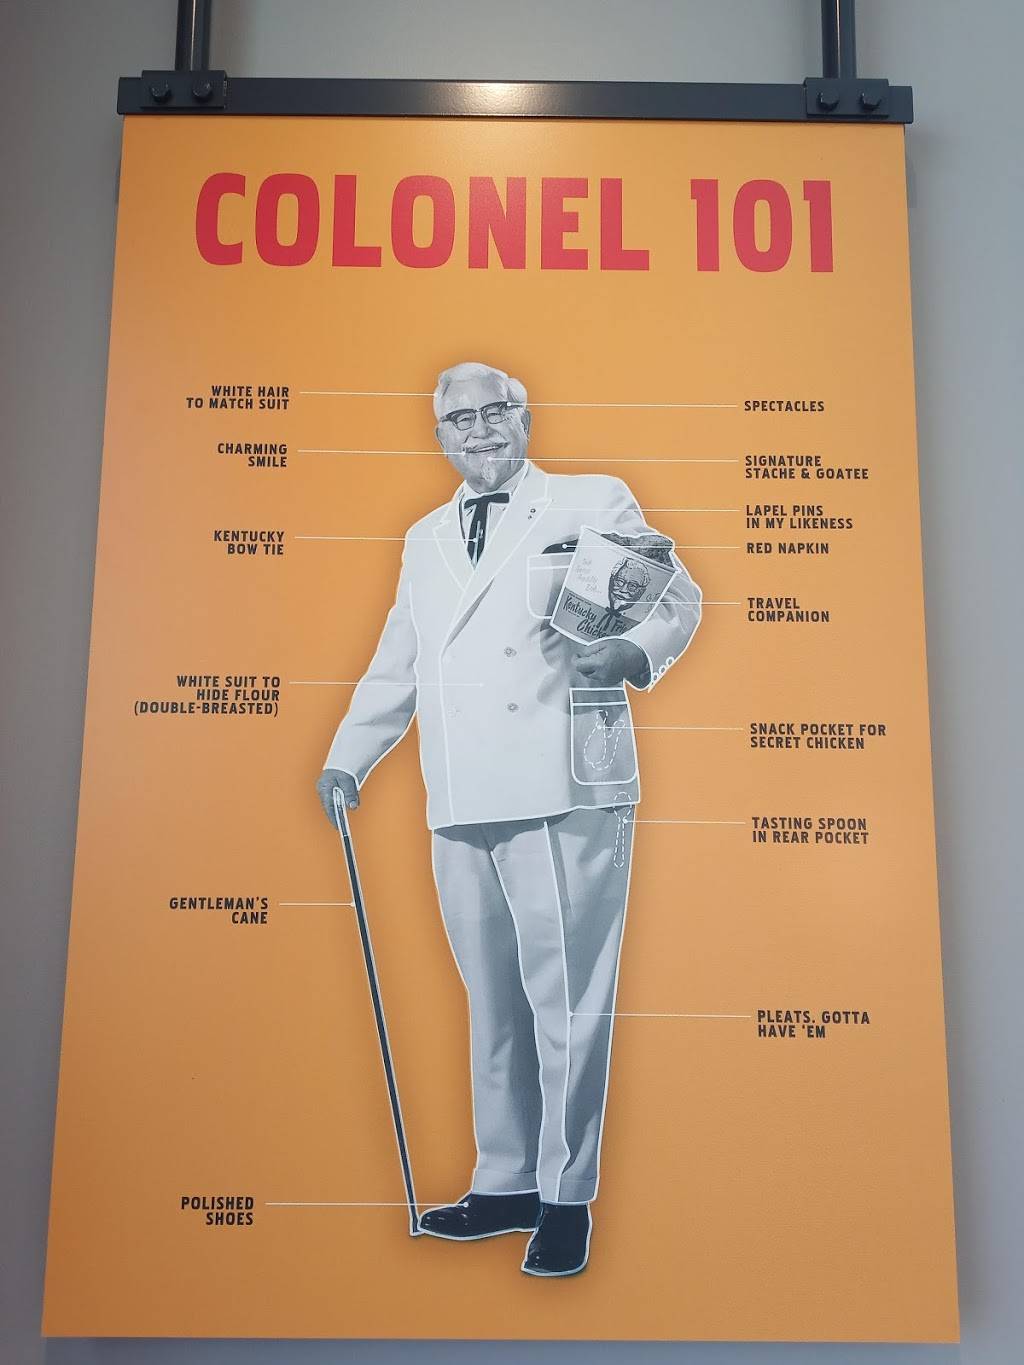 COLONEL 101
WHITE HAIR
TO MATCH SUIT
CHARMING
SMILE
KENTUCKY
BOW TIE
WHITE SUIT TO
HIDE FLOUR
(DOUBLE-BREASTED)
GENTLEMAN'S
CANE
POLISHED
SHOES
SPECTACLES
SIGNATURE
STACHE & GOATEE
LAPEL PINS
IN MY LIKENESS
RED NAPKIN
TRAVEL
COMPANION
SNACK POCKET FOR
SECRET CHICKEN
TASTING SPOON
IN REAR POCKET
PLEATS. GOTTA
HAVE 'EM
Kentucky